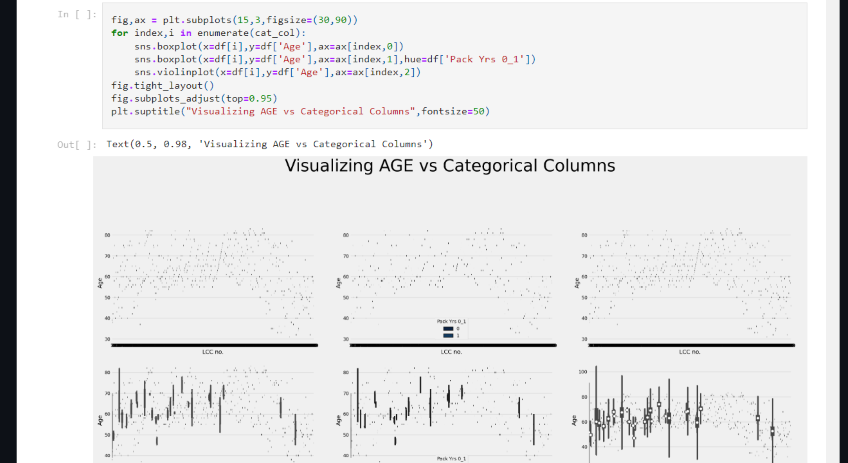 In [ ]:
fig,ax = plt.subplots(15,3,figsize=(30,90))
for index,i in enumerate(cat_col):
    sns.boxplot(x=df[i],y=df['Age'],ax=ax[index,0])
    sns.boxplot(x=df[i],y=df['Age'],ax=ax[index,1],hue=df['Pack Yrs 0_1'])
    sns.violinplot(x=df[i],y=df['Age'],ax=ax[index,2])
fig.tight_layout()
fig.subplots_adjust(top=0.95)
plt.suptitle("Visualizing AGE vs Categorical Columns",fontsize=50)
Out[ ]: Text(0.5, 0.98, 'Visualizing AGE vs Categorical Columns')
Visualizing AGE vs Categorical Columns
80
70
60
50
40
30
Age
LCC no.
80
70
60
50
40
30
Age
Pack Yrs 0_1
0
1
LCC no.
80
70
60
50
40
30
Age
LCC no.
80
70
60
50
40
Age
80
70
60
50
40
Age
Pack Yrs 0_1
100
80
60
40
Age